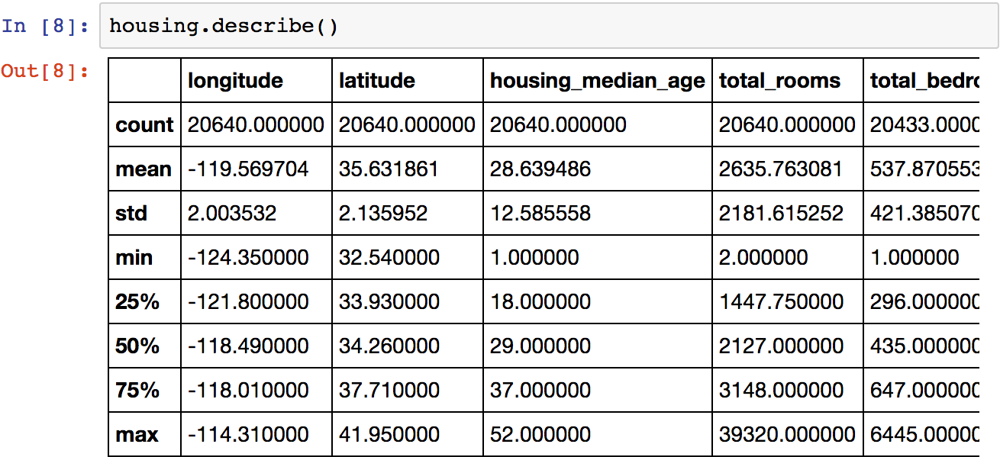 In [8]: housing.describe()
Out[8]:
longitude latitude housing_median_age total_rooms
count 20640.000000 20640.000000 20640.000000 20640.000000 20433.0000
mean -119.569704 35.631861 28.639486 2635.763081 537.870553
std 2.003532 2.135952 12.585558 2181.615252 421.385070
min -124.350000 32.540000 1.000000 2.000000 1.000000
25% -121.800000 33.930000 18.000000 1447.750000 296.000000
50% -118.490000 34.260000 29.000000 2127.000000 435.000000
75% -118.010000 37.710000 37.000000 3148.000000 647.000000
max -114.310000 41.950000 52.000000 39320.000000 6445.00000